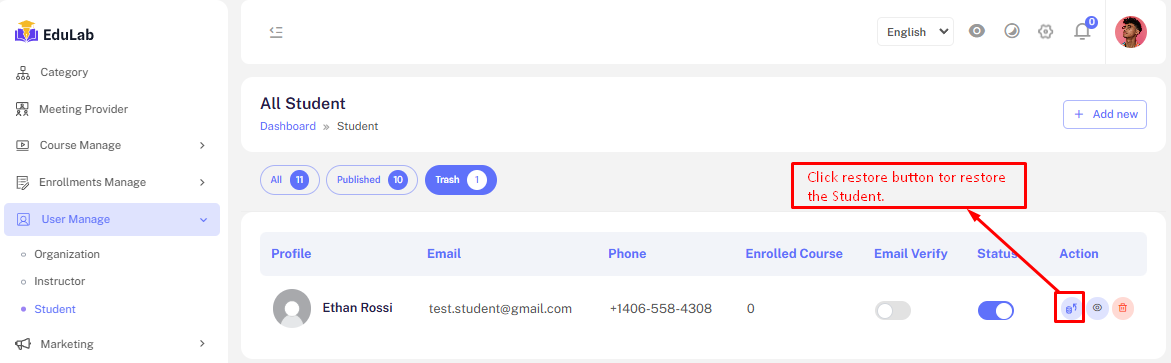 EduLab
Category
Meeting Provider
Course Manage
Enrollments Manage
User Manage
Organization
Instructor
Student
Marketing
English
0
All Student
Dashboard » Student
+ Add new
All 11
Published 10
Trash 1
Click restore button tor restore
the Student.
Profile Email Phone Enrolled Course Email Verify Status Action
Ethan Rossi test.student@gmail.com +1406-558-4308 0